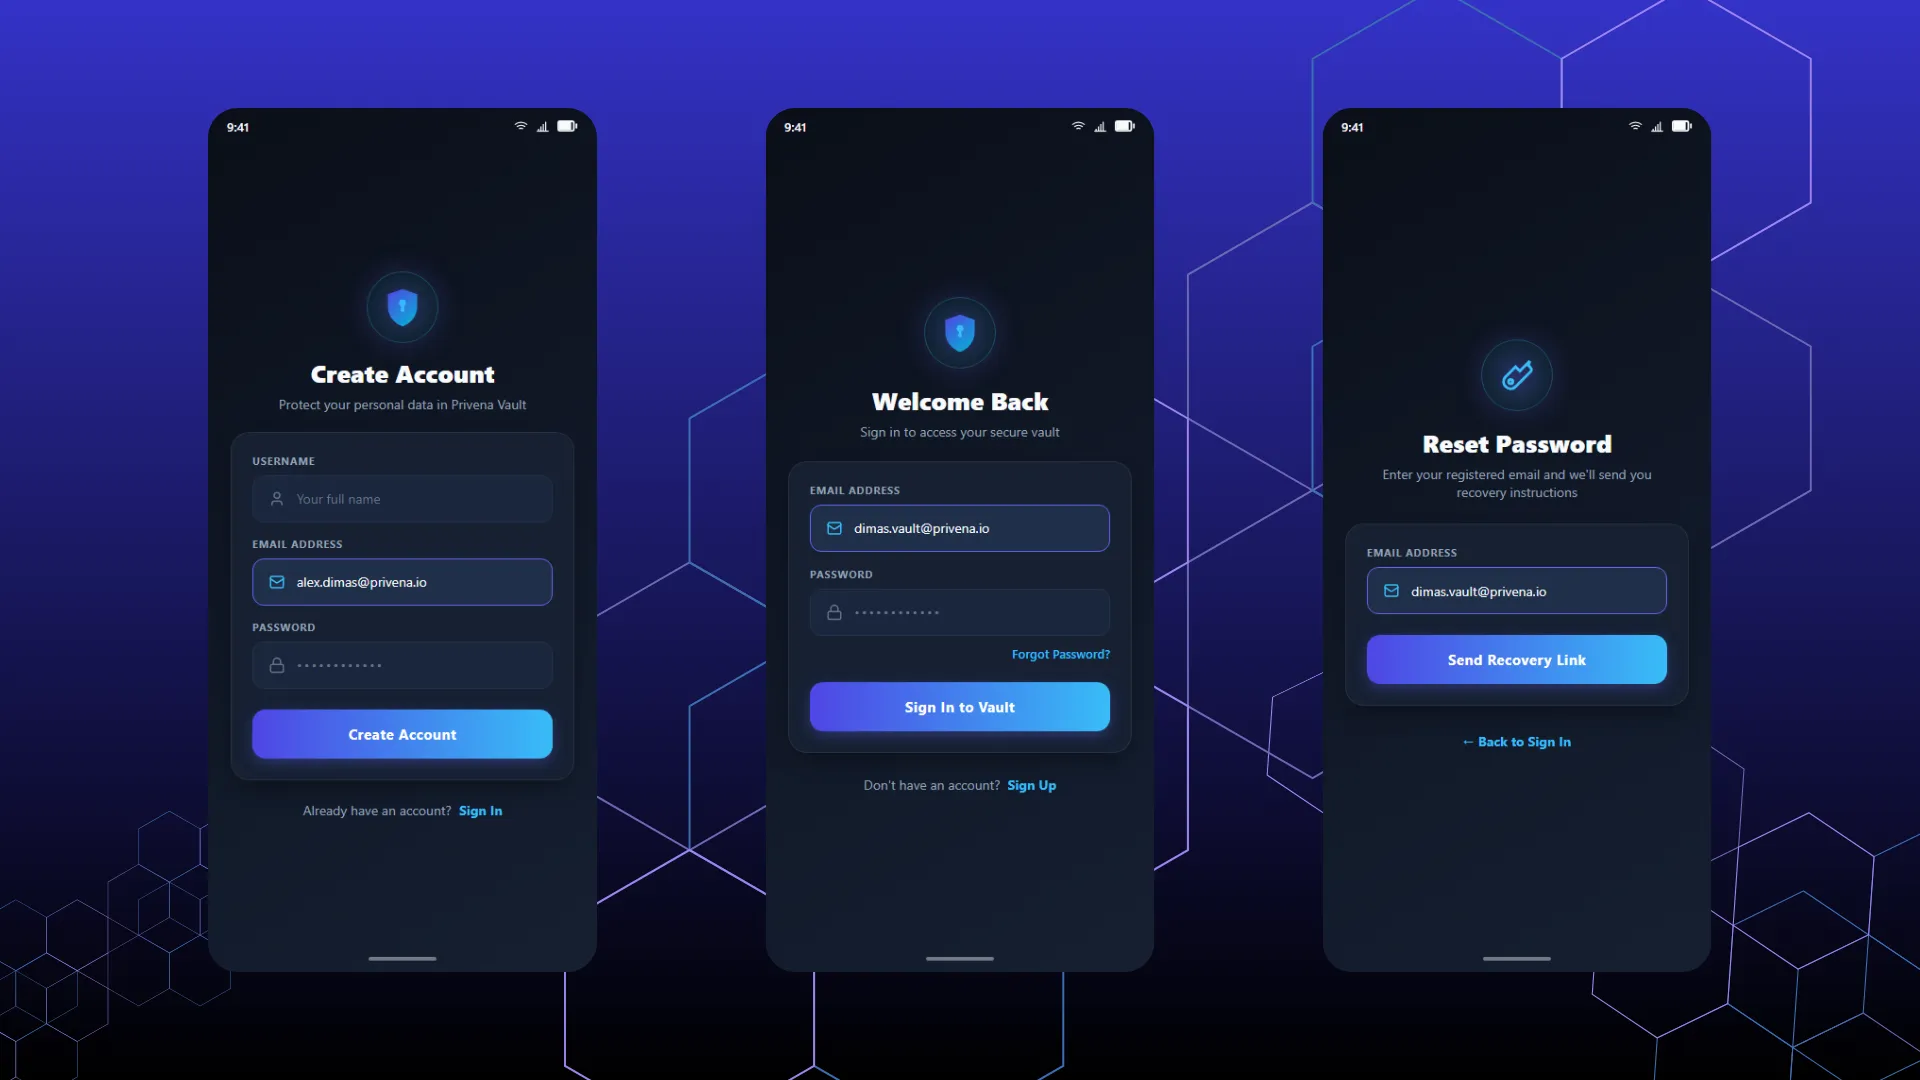 9:41
Create Account
Protect your personal data in Privena Vault
USERNAME
Your full name
EMAIL ADDRESS
alex.dimas@privena.io
PASSWORD
••••••••••••
Create Account
Already have an account? Sign In
9:41
Welcome Back
Sign in to access your secure vault
EMAIL ADDRESS
dimas.vault@privena.io
PASSWORD
••••••••••••
Forgot Password?
Sign In to Vault
Don't have an account? Sign Up
9:41
Reset Password
Enter your registered email and we'll send you
recovery instructions
EMAIL ADDRESS
dimas.vault@privena.io
Send Recovery Link
← Back to Sign In